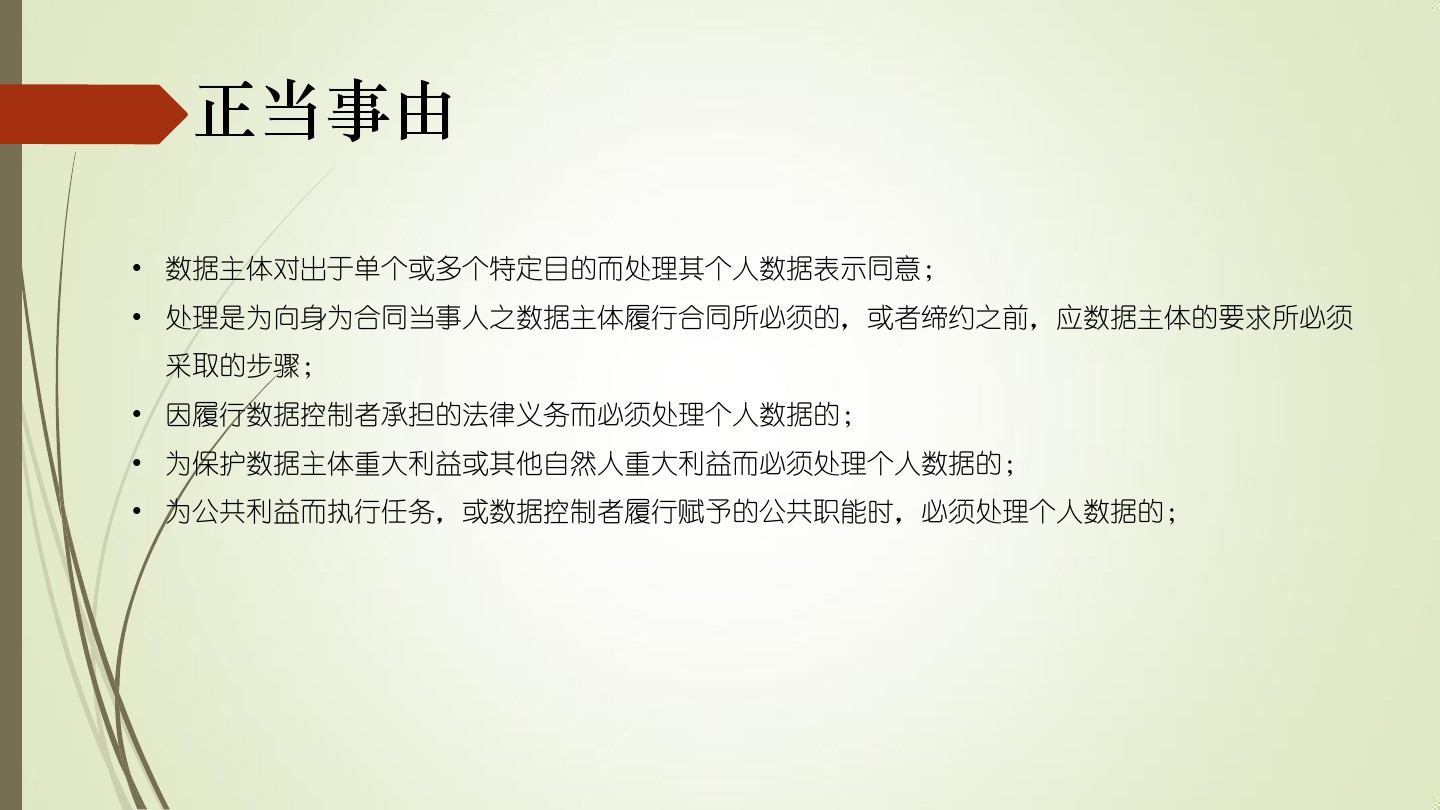 正当事由
• 数据主体对出于单个或多个特定目的而处理其个人数据表示同意；
• 处理是为向身为合同当事人之数据主体履行合同所必须的，或者缔约之前，应数据主体的要求所必须
采取的步骤；
• 因履行数据控制者承担的法律义务而必须处理个人数据的；
• 为保护数据主体重大利益或其他自然人重大利益而必须处理个人数据的；
• 为公共利益而执行任务，或数据控制者履行赋予的公共职能时，必须处理个人数据的；